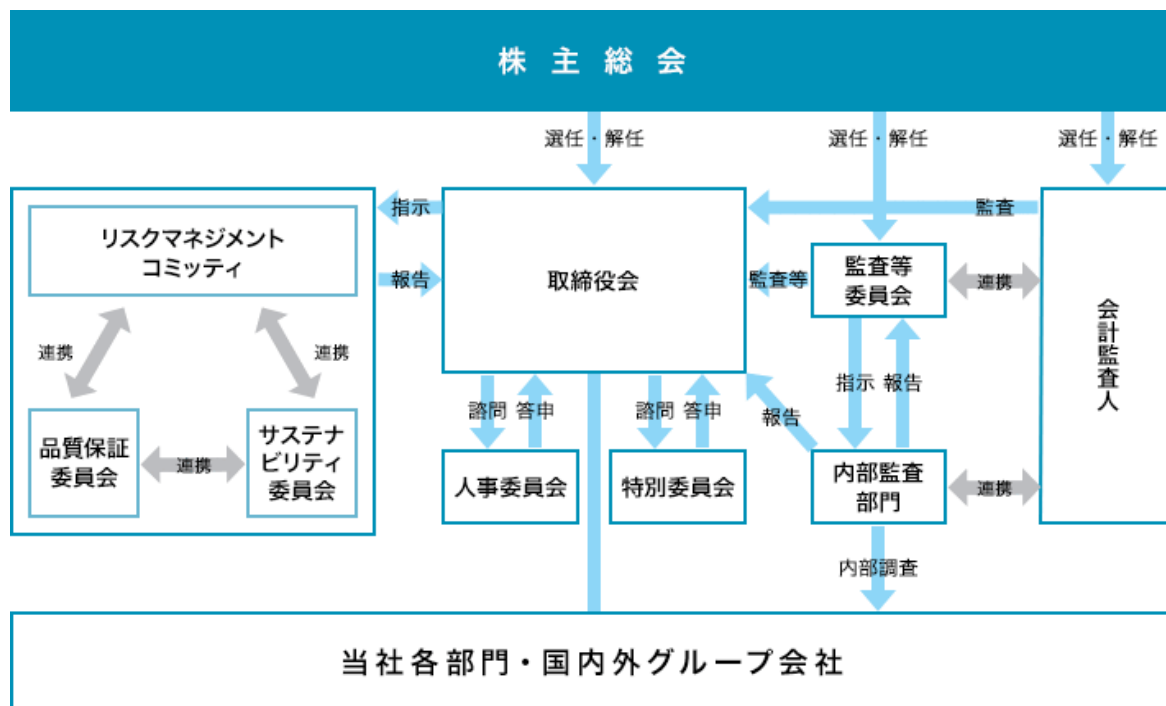 株主総会
選任・解任
選任・解任
選任・解任
指示
監査
リスクマネジメント
コミッティ
報告
取締役会
監査等
監査等
委員会
連携
会計監査人
連携
連携
指示
報告
諮問
答申
諮問
答申
報告
品質保証
委員会
連携
サステナ
ビリティ
委員会
人事委員会
特別委員会
内部監査
部門
連携
内部調査
当社各部門・国内外グループ会社